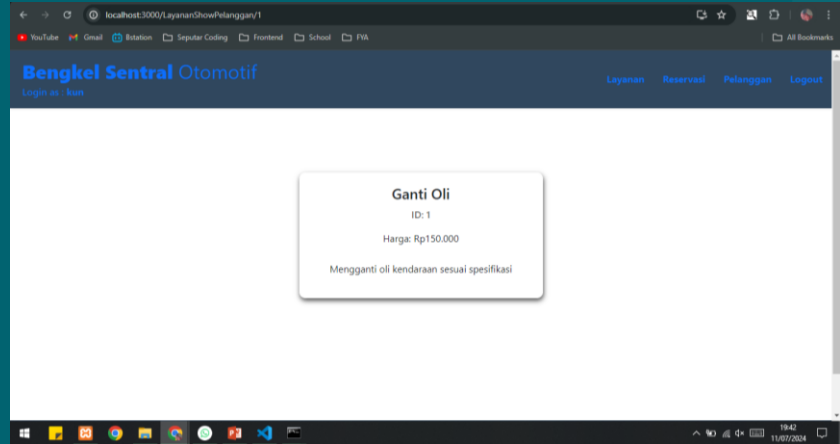 localhost:3000/LayananShowPelanggan/1
YouTube Gmail Bstation Seputar Coding Frontend School FYA All Bookmarks
Bengkel Sentral Otomotif
Login as : kun
Layanan Reservasi Pelanggan Logout
Ganti Oli
ID: 1
Harga: Rp150.000
Mengganti oli kendaraan sesuai spesifikasi
19:42
11/07/2024